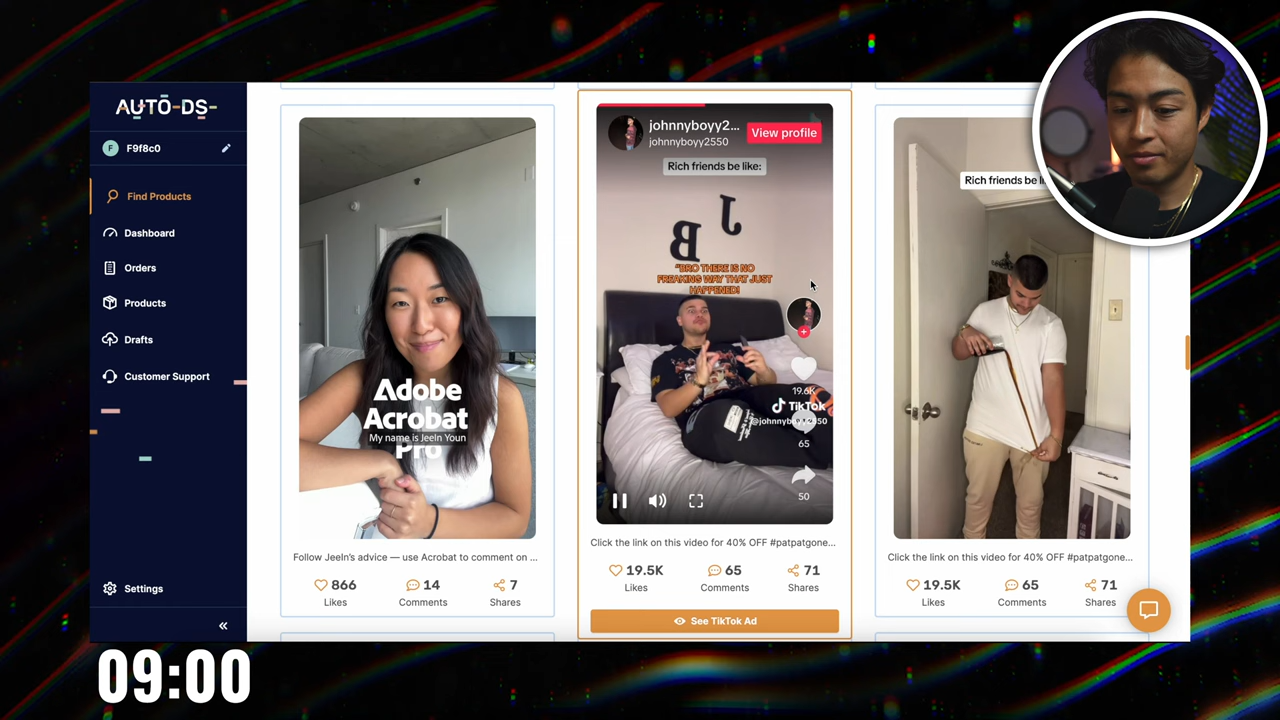 AUTO-DS-
F F9f8c0
Find Products
Dashboard
Orders
Products
Drafts
Customer Support
Settings
«
Adobe
Acrobat
My name is JeeIn Youn
Pro
Follow JeeIn's advice — use Acrobat to comment on ...
866
14
7
Likes
Comments
Shares
johnnyboyy2...
johnnyboyy2550
View profile
Rich friends be like:
J
B
"BRO THERE IS NO
FREAKING WAY THAT JUST
HAPPENED!
19.6K
TikTok
@johnnyboyy2550
65
50
Click the link on this video for 40% OFF #patpatgone...
19.5K
65
71
Likes
Comments
Shares
See TikTok Ad
Rich friends be
Click the link on this video for 40% OFF #patpatgone...
19.5K
65
71
Likes
Comments
Shares
09:00